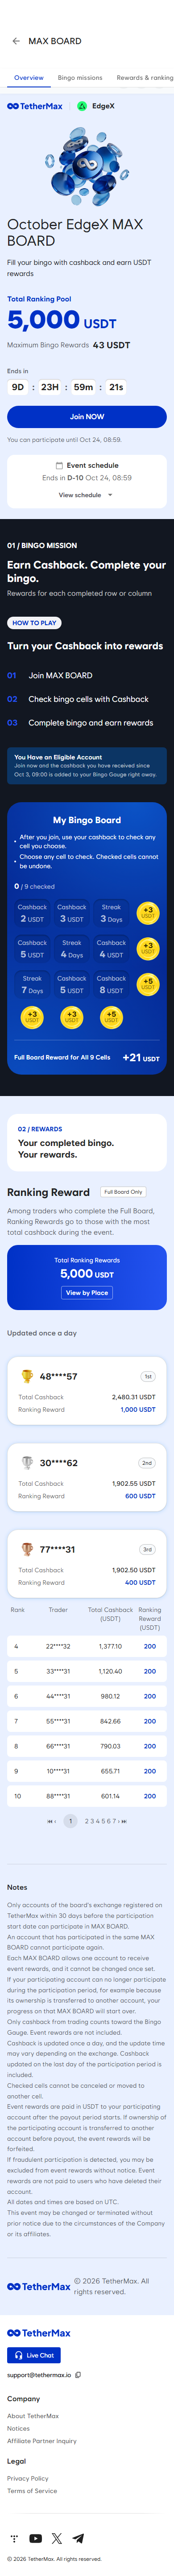 MAX BOARD
Overview
Bingo missions
Rewards & ranking
TetherMax
EdgeX
October EdgeX MAX
BOARD
Fill your bingo with cashback and earn USDT
rewards
Total Ranking Pool
5,000 USDT
Maximum Bingo Rewards 43 USDT
Ends in
9D : 23H : 59m : 21s
Join NOW
You can participate until Oct 24, 08:59.
Event schedule
Ends in D-10 Oct 24, 08:59
View schedule
01 / BINGO MISSION
Earn Cashback. Complete your
bingo.
Rewards for each completed row or column
HOW TO PLAY
Turn your Cashback into rewards
01 Join MAX BOARD
02 Check bingo cells with Cashback
03 Complete bingo and earn rewards
You Have an Eligible Account
Join now and the cashback you have received since
Oct 3, 09:00 is added to your Bingo Gauge right away.
My Bingo Board
• After you join, use your cashback to check any
cell you choose.
• Choose any cell to check. Checked cells cannot
be undone.
0 / 9 checked
Cashback Cashback Streak +3
2 USDT 3 USDT 3 Days USDT
Cashback Streak Cashback +3
5 USDT 4 Days 4 USDT USDT
Streak Cashback Cashback +5
7 Days 5 USDT 8 USDT USDT
+3 +3 +5
USDT USDT USDT
Full Board Reward for All 9 Cells +21 USDT
02 / REWARDS
Your completed bingo.
Your rewards.
Ranking Reward
Full Board Only
Among traders who complete the Full Board,
Ranking Rewards go to those with the most
total cashback during the event.
Total Ranking Rewards
5,000 USDT
View by Place
Updated once a day
48****57 1st
Total Cashback 2,480.31 USDT
Ranking Reward 1,000 USDT
30****62 2nd
Total Cashback 1,902.55 USDT
Ranking Reward 600 USDT
77****31 3rd
Total Cashback 1,902.50 USDT
Ranking Reward 400 USDT
Rank Trader Total Cashback (USDT) Ranking Reward (USDT)
4 22****32 1,377.10 200
5 33****31 1,120.40 200
6 44****31 980.12 200
7 55****31 842.66 200
8 66****31 790.03 200
9 10****31 655.71 200
10 88****31 601.14 200
1 2 3 4 5 6 7
Notes
Only accounts of the board's exchange registered on
TetherMax within 30 days before the participation
start date can participate in MAX BOARD.
An account that has participated in the same MAX
BOARD cannot participate again.
Each MAX BOARD allows one account to receive
event rewards, and it cannot be changed once set.
If your participating account can no longer participate
during the participation period, for example because
its ownership is transferred to another account, your
progress on that MAX BOARD will start over.
Only cashback from trading counts toward the Bingo
Gauge. Event rewards are not included.
Cashback is updated once a day, and the update time
may vary depending on the exchange. Cashback
updated on the last day of the participation period is
included.
Checked cells cannot be canceled or moved to
another cell.
Event rewards are paid in USDT to your participating
account after the payout period starts. If ownership of
the participating account is transferred to another
account before payout, the event rewards will be
forfeited.
If fraudulent participation is detected, you may be
excluded from event rewards without notice. Event
rewards are not paid to users who have deleted their
account.
All dates and times are based on UTC.
This event may be changed or terminated without
prior notice due to the circumstances of the Company
or its affiliates.
TetherMax © 2026 TetherMax. All
rights reserved.
TetherMax
Live Chat
support@tethermax.io
Company
About TetherMax
Notices
Affiliate Partner Inquiry
Legal
Privacy Policy
Terms of Service
© 2026 TetherMax. All rights reserved.